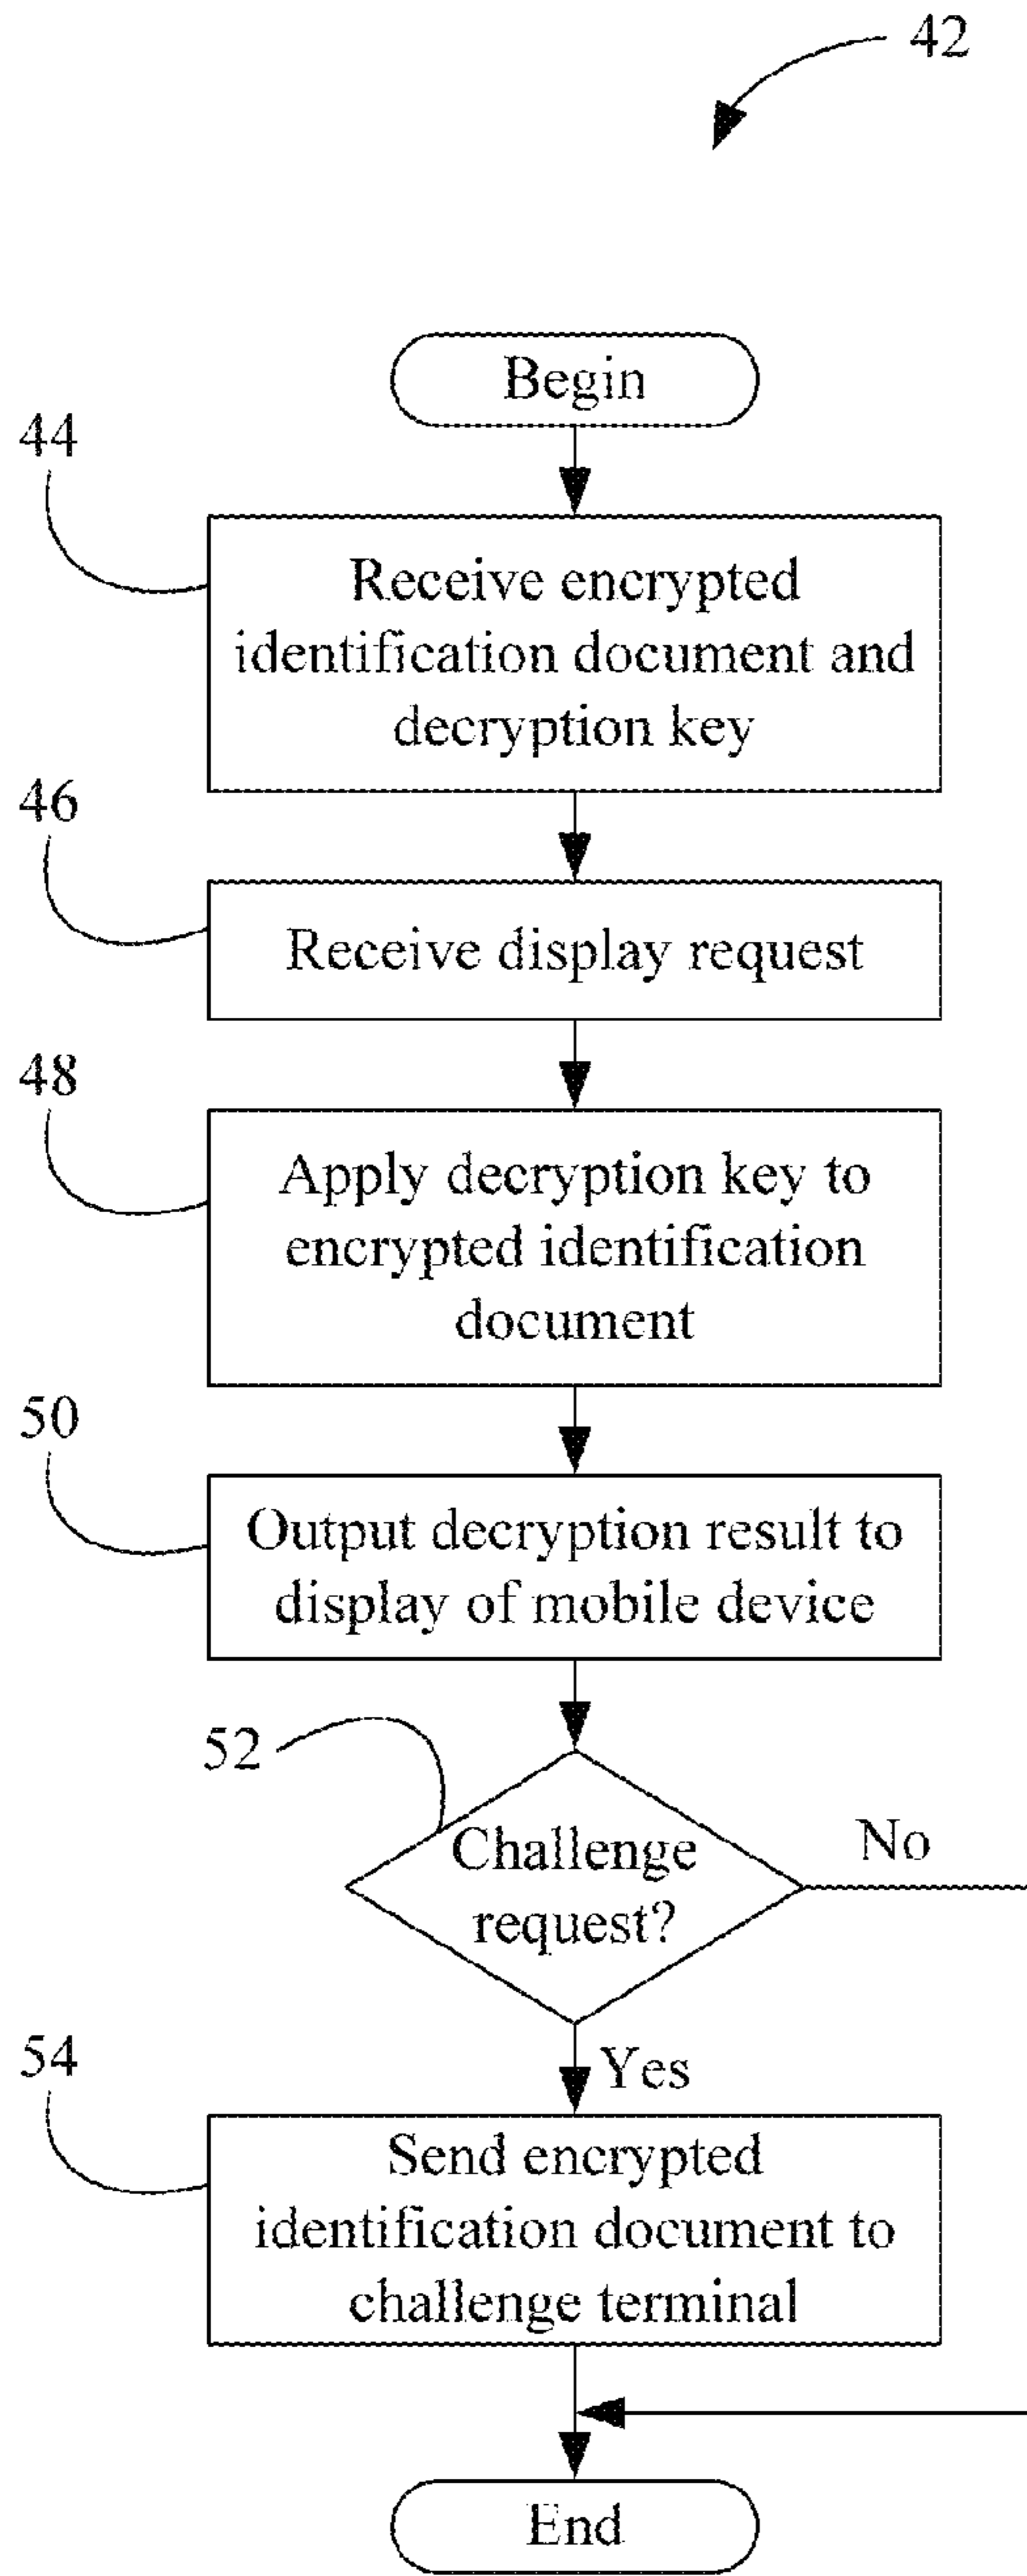 42
Begin
44
Receive encrypted
identification document and
decryption key
46
Receive display request
48
Apply decryption key to
encrypted identification
document
50
Output decryption result to
display of mobile device
52
Challenge
request?
No
Yes
54
Send encrypted
identification document to
challenge terminal
End